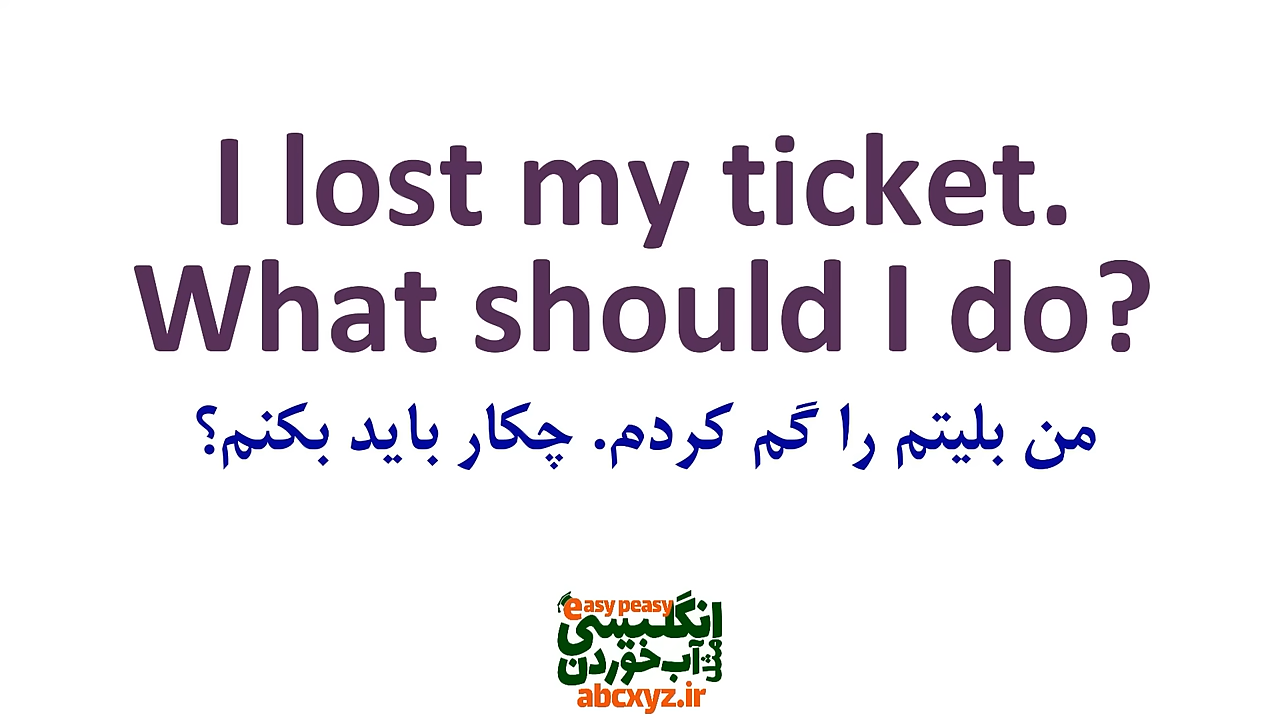 I lost my ticket.
What should I do?
من بلیتم را گم کردم. چکار باید بکنم؟
easy peasy
انگلیسی
مثل آب خوردن
abcxyz.ir